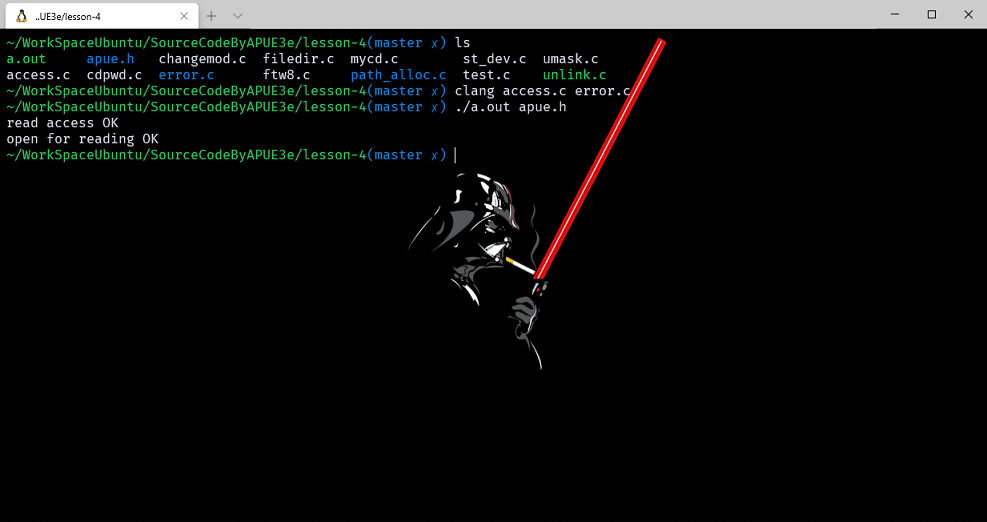 ..UE3e/lesson-4
~/WorkSpaceUbuntu/SourceCodeByAPUE3e/lesson-4(master x) ls
a.out apue.h changemod.c filedir.c mycd.c st_dev.c umask.c
access.c cdpwd.c error.c ftw8.c path_alloc.c test.c unlink.c
~/WorkSpaceUbuntu/SourceCodeByAPUE3e/lesson-4(master x) clang access.c error.c
~/WorkSpaceUbuntu/SourceCodeByAPUE3e/lesson-4(master x) ./a.out apue.h
read access OK
open for reading OK
~/WorkSpaceUbuntu/SourceCodeByAPUE3e/lesson-4(master x)